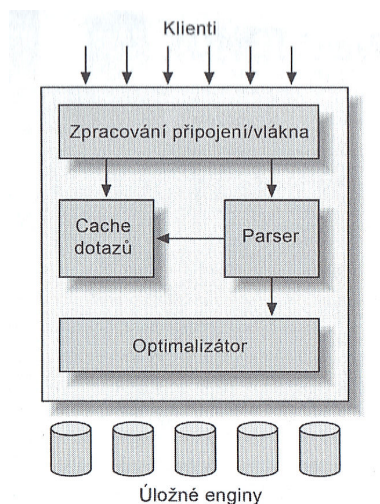 Klienti
Zpracování připojení/vlákna
Cache
dotazů
Parser
Optimalizátor
Úložné enginy